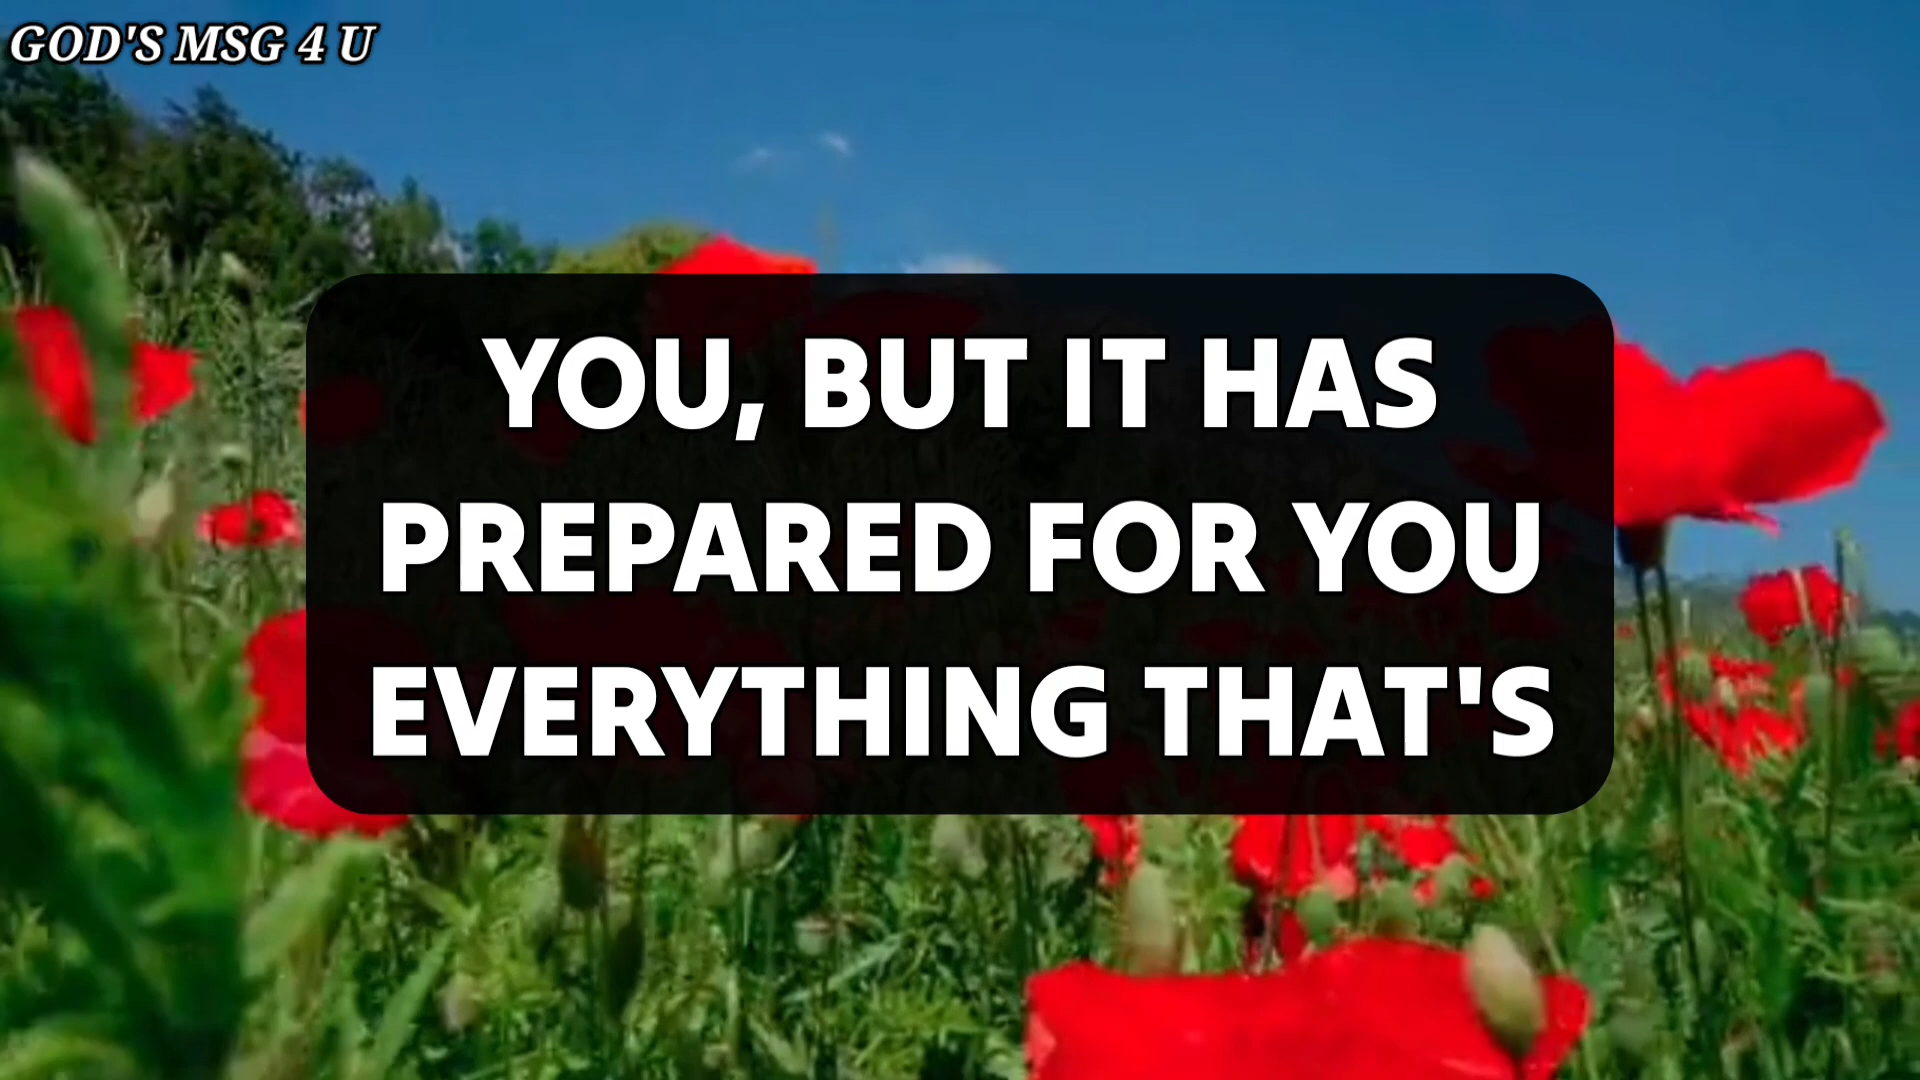 GOD'S MSG 4 U
YOU, BUT IT HAS
PREPARED FOR YOU
EVERYTHING THAT'S